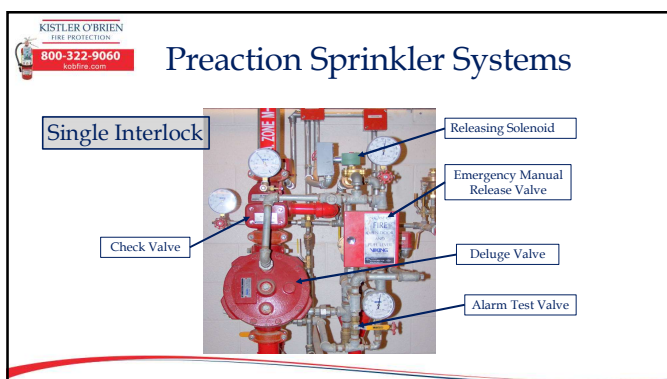 KISTLER O'BRIEN
FIRE PROTECTION
800-322-9060
kobfire.com
Preaction Sprinkler Systems
Single Interlock
Releasing Solenoid
Emergency Manual
Release Valve
Check Valve
Deluge Valve
Alarm Test Valve
ZONE M-
FIRE
VIKING